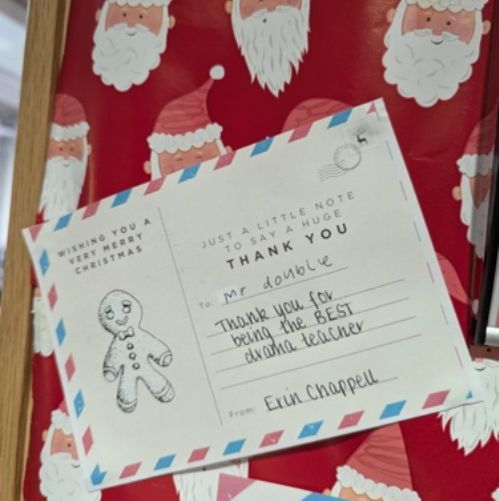 WISHING YOU A
VERY MERRY
CHRISTMAS
JUST A LITTLE NOTE
TO SAY A HUGE
THANK YOU
To: Mr double
Thank you for
being the BEST
drama teacher
From: Erin Chappell